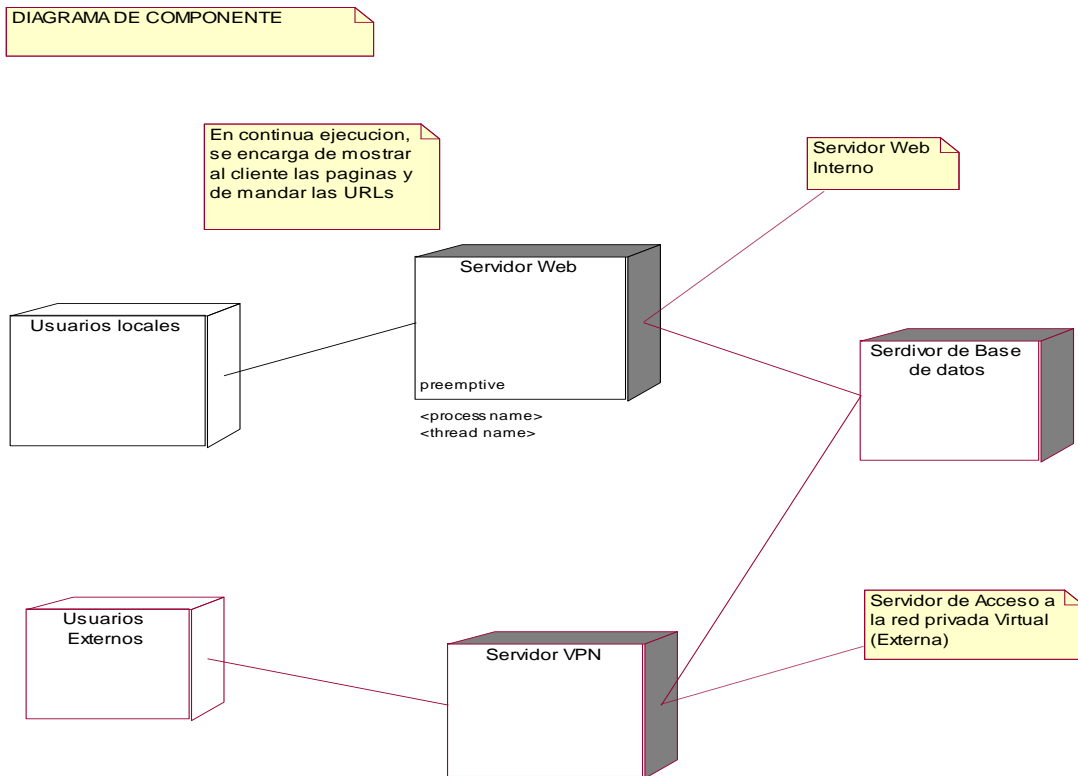 DIAGRAMA DE COMPONENTE
En continua ejecucion,
se encarga de mostrar
al cliente las paginas y
de mandar las URLs
Servidor Web
Interno
Servidor Web
preemptive
<process name>
<thread name>
Usuarios locales
Serdivor de Base
de datos
Usuarios
Externos
Servidor VPN
Servidor de Acceso a
la red privada Virtual
(Externa)